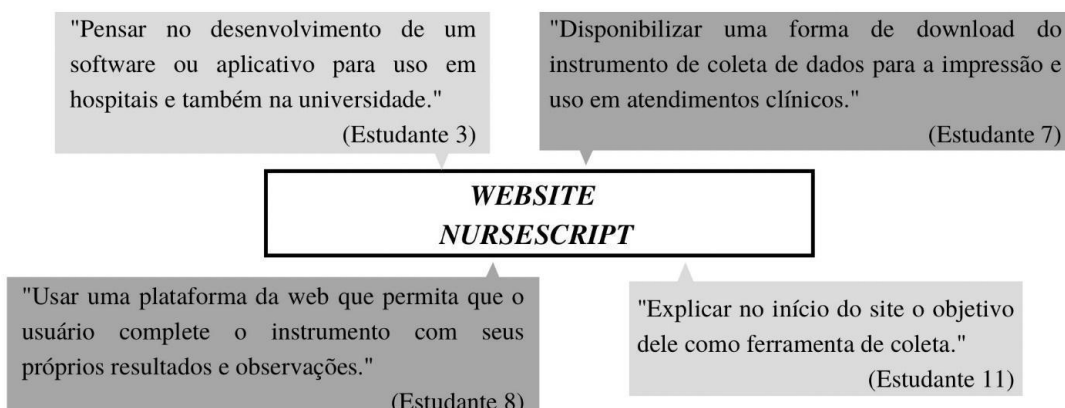 "Pensar no desenvolvimento de um
software ou aplicativo para uso em
hospitais e também na universidade."
(Estudante 3)
"Disponibilizar uma forma de download do
instrumento de coleta de dados para a impressão e
uso em atendimentos clínicos."
(Estudante 7)
WEBSITE
NURSESCRIPT
"Usar uma plataforma da web que permita que o
usuário complete o instrumento com seus
próprios resultados e observações."
(Estudante 8)
"Explicar no início do site o objetivo
dele como ferramenta de coleta."
(Estudante 11)